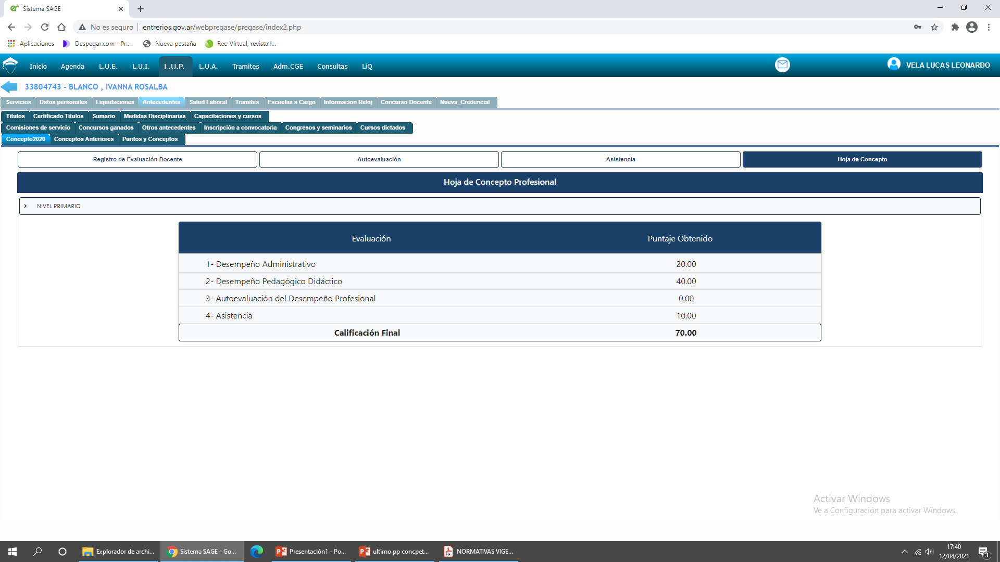 Sistema SAGE
No es seguro | entrerios.gov.ar/webpregase/pregase/index2.php
Aplicaciones Despegar.com - Pr... Nueva pestaña Rec-Virtual, revista l...
Inicio Agenda L.U.E. L.U.I. L.U.P. L.U.A. Tramites Adm.CGE Consultas LiQ VELA LUCAS LEONARDO
33804743 - BLANCO , IVANNA ROSALBA
Servicios Datos personales Liquidaciones Antecedentes Salud Laboral Tramites Escuelas a Cargo Informacion Reloj Concurso Docente Nueva_Credencial
Titulos Certificado Titulos Sumario Medidas Disciplinarias Capacitaciones y cursos
Comisiones de servicio Concursos ganados Otros antecedentes Inscripción a convocatoria Congresos y seminarios Cursos dictados
Concepto2020 Conceptos Anteriores Puntos y Conceptos
Registro de Evaluación Docente Autoevaluación Asistencia Hoja de Concepto
Hoja de Concepto Profesional
NIVEL PRIMARIO
Evaluación Puntaje Obtenido
1- Desempeño Administrativo 20.00
2- Desempeño Pedagógico Didáctico 40.00
3- Autoevaluación del Desempeño Profesional 0.00
4- Asistencia 10.00
Calificación Final 70.00
Activar Windows
Ve a Configuración para activar Windows.
Explorador de archi... Sistema SAGE - Go... Presentación1 - Po... ultimo pp concpet... NORMATIVAS VIGE... 17:40
12/04/2021 3